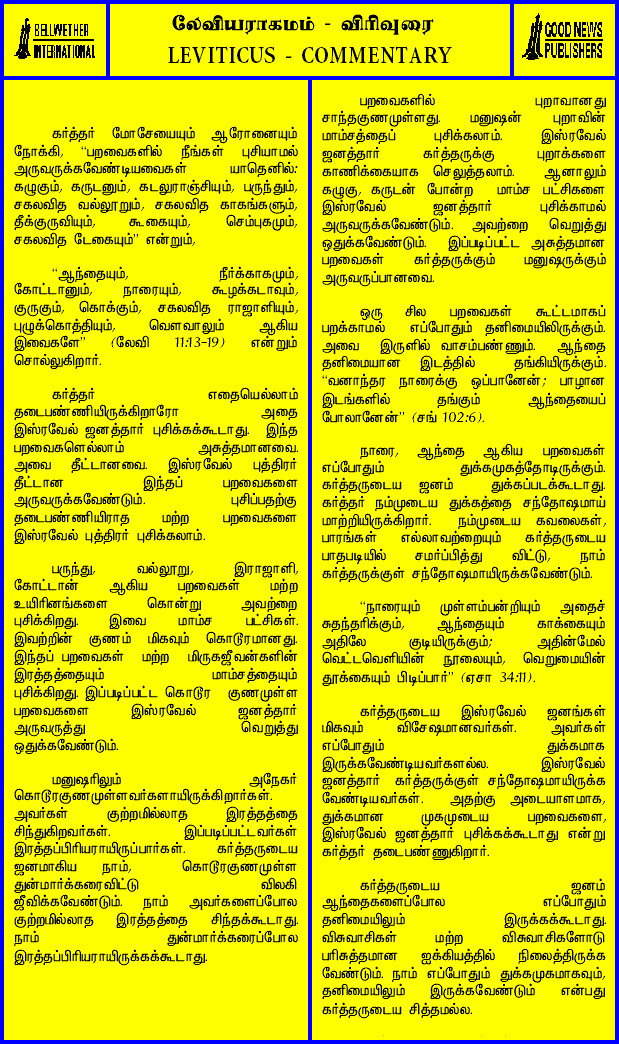 BELLWETHER
INTERNATIONAL
லேவியராகமம் - விரிவுரை
LEVITICUS - COMMENTARY
GOOD NEWS
PUBLISHERS
கர்த்தர் மோசேயையும் ஆரோனையும்
நோக்கி, “பறவைகளில் நீங்கள் புசியாமல்
அருவருக்கவேண்டியவைகள் யாதெனில்:
கழுகும், கருடனும், கடலுராஞ்சியும், பருந்தும்,
சகலவித வல்லூறும், சகலவித காகங்களும்,
தீக்குருவியும், கூகையும், செம்புகமும்,
சகலவித டேகையும்” என்றும்,
“ஆந்தையும், நீர்க்காகமும்,
கோட்டானும், நாரையும், கூழக்கடாவும்,
குருகும், கொக்கும், சகலவித ராஜாளியும்,
புழுக்கொத்தியும், வௌவாலும் ஆகிய
இவைகளே” (லேவி 11:13-19) என்றும்
சொல்லுகிறார்.
கர்த்தர் எதையெல்லாம்
தடைபண்ணியிருக்கிறாரோ அதை
இஸ்ரவேல் ஜனத்தார் புசிக்கக்கூடாது. இந்த
பறவைகளெல்லாம் அசுத்தமானவை.
அவை தீட்டானவை. இஸ்ரவேல் புத்திரர்
தீட்டான இந்தப் பறவைகளை
அருவருக்கவேண்டும். புசிப்பதற்கு
தடைபண்ணியிராத மற்ற பறவைகளை
இஸ்ரவேல் புத்திரர் புசிக்கலாம்.
பருந்து, வல்லூறு, இராஜாளி,
கோட்டான் ஆகிய பறவைகள் மற்ற
உயிரினங்களை கொன்று அவற்றை
புசிக்கிறது. இவை மாம்ச பட்சிகள்.
இவற்றின் குணம் மிகவும் கொடூரமானது.
இந்தப் பறவைகள் மற்ற மிருகஜீவன்களின்
இரத்தத்தையும் மாம்சத்தையும்
புசிக்கிறது. இப்படிப்பட்ட கொடூர குணமுள்ள
பறவைகளை இஸ்ரவேல் ஜனத்தார்
அருவருத்து வெறுத்து
ஒதுக்கவேண்டும்.
மனுஷரிலும் அநேகர்
கொடூரகுணமுள்ளவர்களாயிருக்கிறார்கள்.
அவர்கள் குற்றமில்லாத இரத்தத்தை
சிந்துகிறவர்கள். இப்படிப்பட்டவர்கள்
இரத்தப்பிரியராயிருப்பார்கள். கர்த்தருடைய
ஜனமாகிய நாம், கொடூரகுணமுள்ள
துன்மார்க்கரைவிட்டு விலகி
ஜீவிக்கவேண்டும். நாம் அவர்களைப்போல
குற்றமில்லாத இரத்தத்தை சிந்தக்கூடாது.
நாம் துன்மார்க்கரைப்போல
இரத்தப்பிரியராயிருக்கக்கூடாது.
பறவைகளில் புறாவானது
சாந்தகுணமுள்ளது. மனுஷன் புறாவின்
மாம்சத்தைப் புசிக்கலாம். இஸ்ரவேல்
ஜனத்தார் கர்த்தருக்கு புறாக்களை
காணிக்கையாக செலுத்தலாம். ஆனாலும்
கழுகு, கருடன் போன்ற மாம்ச பட்சிகளை
இஸ்ரவேல் ஜனத்தார் புசிக்காமல்
அருவருக்கவேண்டும். அவற்றை வெறுத்து
ஒதுக்கவேண்டும். இப்படிப்பட்ட அசுத்தமான
பறவைகள் கர்த்தருக்கும் மனுஷருக்கும்
அருவருப்பானவை.
ஒரு சில பறவைகள் கூட்டமாகப்
பறக்காமல் எப்போதும் தனிமையிலிருக்கும்.
அவை இருளில் வாசம்பண்ணும். ஆந்தை
தனிமையான இடத்தில் தங்கியிருக்கும்.
“வனாந்தர நாரைக்கு ஒப்பானேன்; பாழான
இடங்களில் தங்கும் ஆந்தையைப்
போலானேன்” (சங் 102:6).
நாரை, ஆந்தை ஆகிய பறவைகள்
எப்போதும் துக்கமுகத்தோடிருக்கும்.
கர்த்தருடைய ஜனம் துக்கப்படக்கூடாது.
கர்த்தர் நம்முடைய துக்கத்தை சந்தோஷமாய்
மாற்றியிருக்கிறார். நம்முடைய கவலைகள்,
பாரங்கள் எல்லாவற்றையும் கர்த்தருடைய
பாதபடியில் சமர்ப்பித்து விட்டு, நாம்
கர்த்தருக்குள் சந்தோஷமாயிருக்கவேண்டும்.
“நாரையும் முள்ளம்பன்றியும் அதைச்
சுதந்தரிக்கும், ஆந்தையும் காக்கையும்
அதிலே குடியிருக்கும்; அதின்மேல்
வெட்டவெளியின் நூலையும், வெறுமையின்
தூக்கையும் பிடிப்பார்” (ஏசா 34:11).
கர்த்தருடைய இஸ்ரவேல் ஜனங்கள்
மிகவும் விசேஷமானவர்கள். அவர்கள்
எப்போதும் துக்கமாக
இருக்கவேண்டியவர்களல்ல. இஸ்ரவேல்
ஜனத்தார் கர்த்தருக்குள் சந்தோஷமாயிருக்க
வேண்டியவர்கள். அதற்கு அடையாளமாக,
துக்கமான முகமுடைய பறவைகளை,
இஸ்ரவேல் ஜனத்தார் புசிக்கக்கூடாது என்று
கர்த்தர் தடைபண்ணுகிறார்.
கர்த்தருடைய ஜனம்
ஆந்தைகளைப்போல எப்போதும்
தனிமையிலும் இருக்கக்கூடாது.
விசுவாசிகள் மற்ற விசுவாசிகளோடு
பரிசுத்தமான ஐக்கியத்தில் நிலைத்திருக்க
வேண்டும். நாம் எப்போதும் துக்கமுகமாகவும்,
தனிமையிலும் இருக்கவேண்டும் என்பது
கர்த்தருடைய சித்தமல்ல.